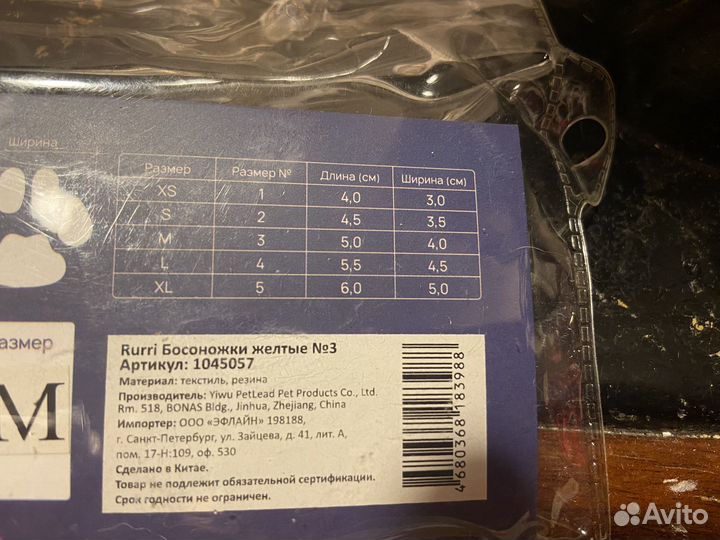 Ширина
Размер Размер № Длина (см) Ширина (см)
XS 1 4,0 3,0
S 2 4,5 3,5
M 3 5,0 4,0
L 4 5,5 4,5
XL 5 6,0 5,0
азмер
M
Rurri Босоножки желтые №3
Артикул: 1045057
Материал: текстиль, резина
Производитель: Yiwu PetLead Pet Products Co., Ltd.
Rm. 518, BONAS Bldg., Jinhua, Zhejiang, China
Импортер: ООО «ЭФЛАЙН» 198188,
г. Санкт-Петербург, ул. Зайцева, д. 41, лит. А,
пом. 17-Н:109, оф. 530
Сделано в Китае.
Товар не подлежит обязательной сертификации.
Срок годности не ограничен.
4680368183988
Avito